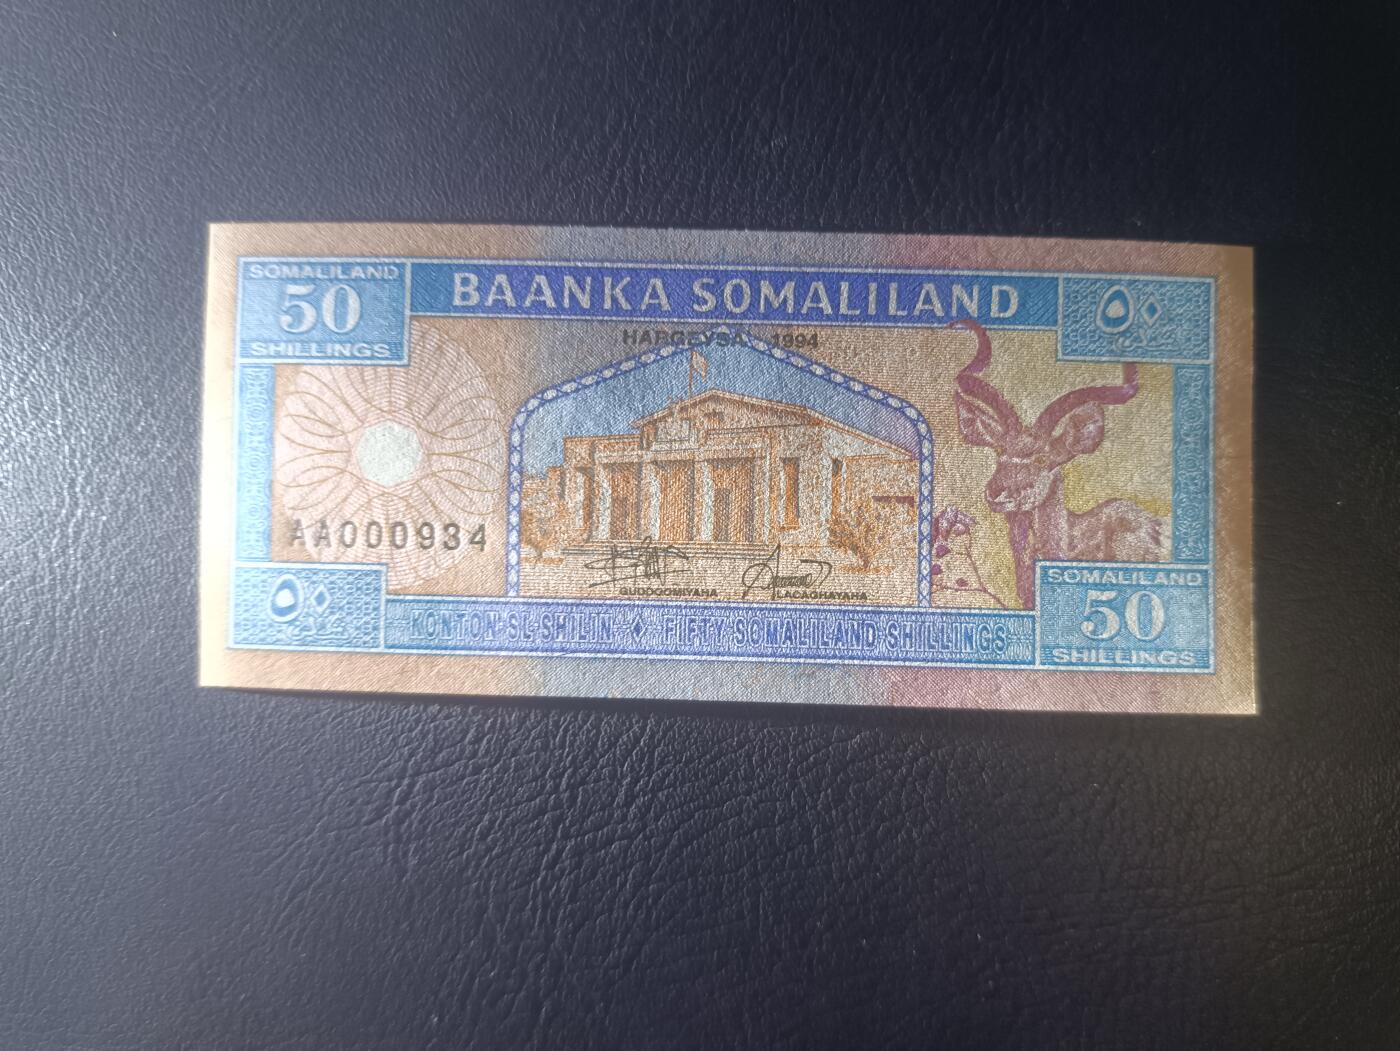 SOMALILAND
50
SHILLINGS
BAANKA SOMALILAND
٥٠
HARGEYSA 1994
AA000934
GUDOOMIYAHA
LACAGHAYAHA
٥٠
KONTON SL SHILIN ♦ FIFTY SOMALILAND SHILLINGS
SOMALILAND
50
SHILLINGS